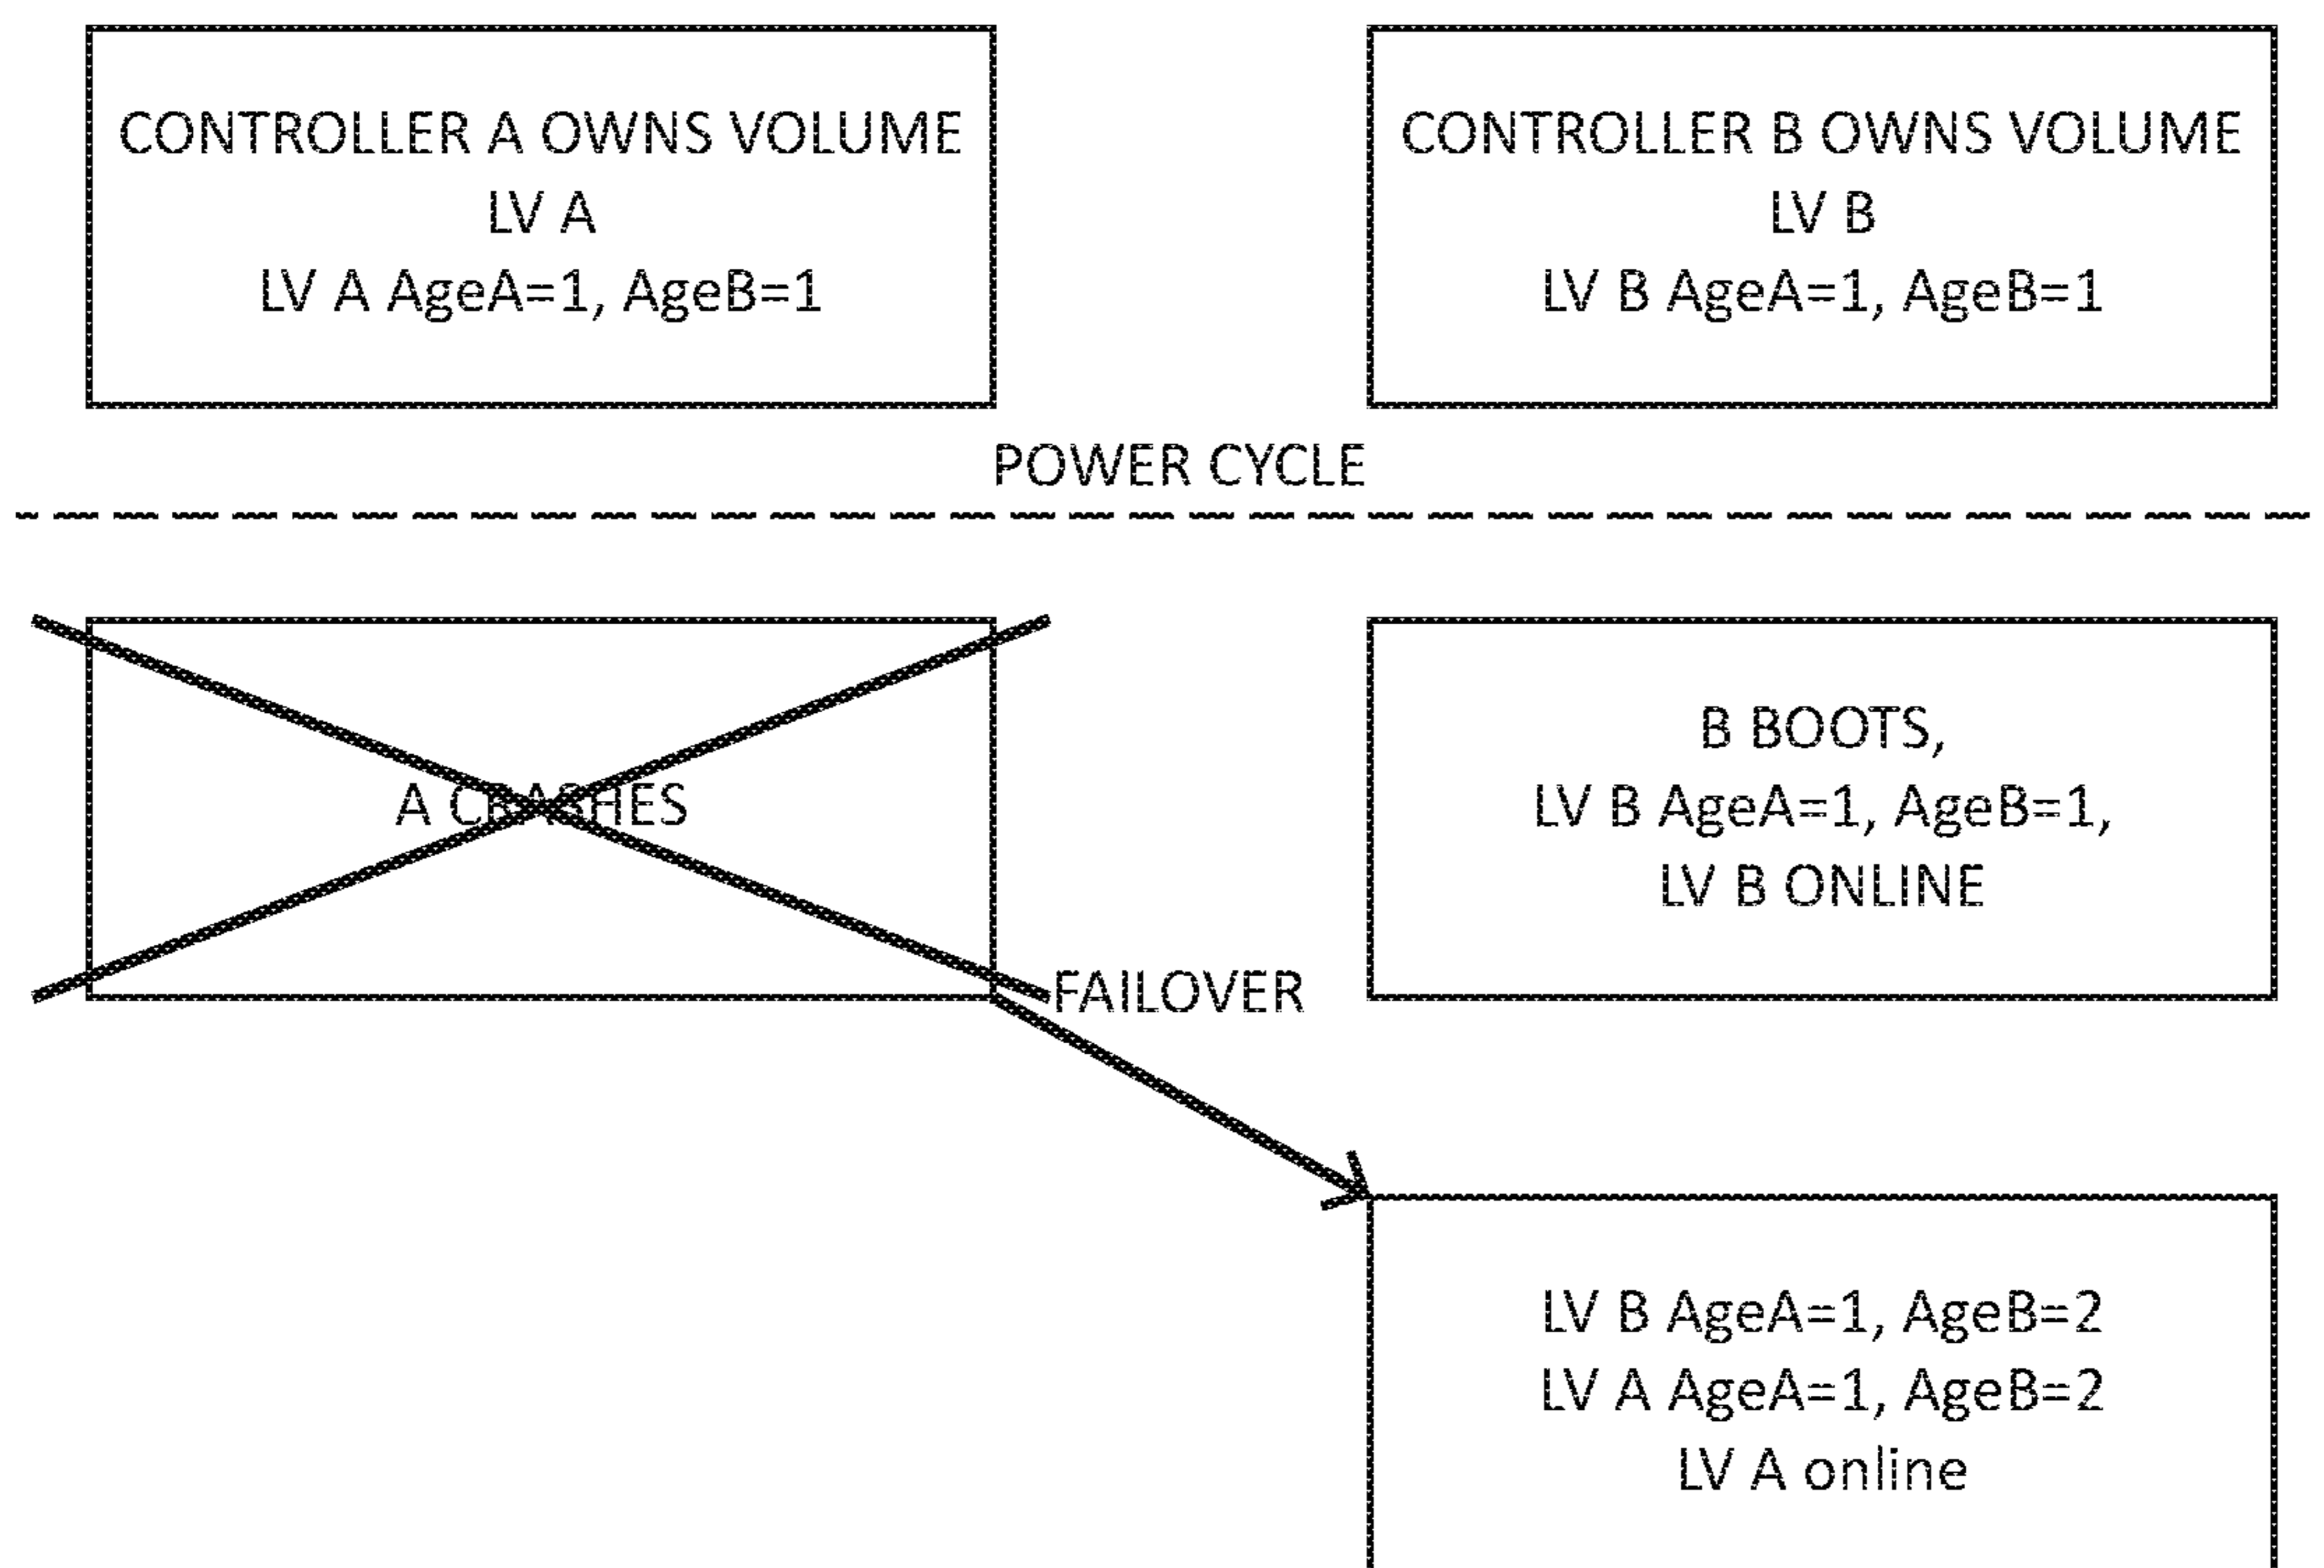 CONTROLLER A OWNS VOLUME
LV A
LV A AgeA=1, AgeB=1
CONTROLLER B OWNS VOLUME
LV B
LV B AgeA=1, AgeB=1
POWER CYCLE
A CRASHES
B BOOTS,
LV B AgeA=1, AgeB=1,
LV B ONLINE
FAILOVER
LV B AgeA=1, AgeB=2
LV A AgeA=1, AgeB=2
LV A online